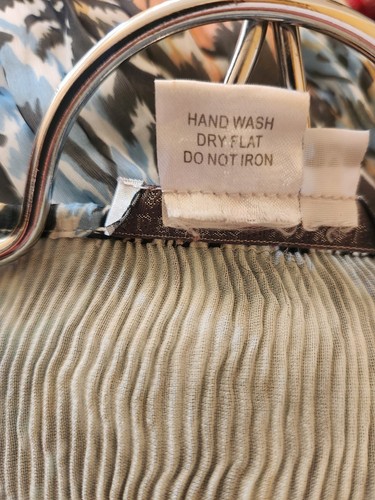 HAND WASH
DRY FLAT
DO NOT IRON